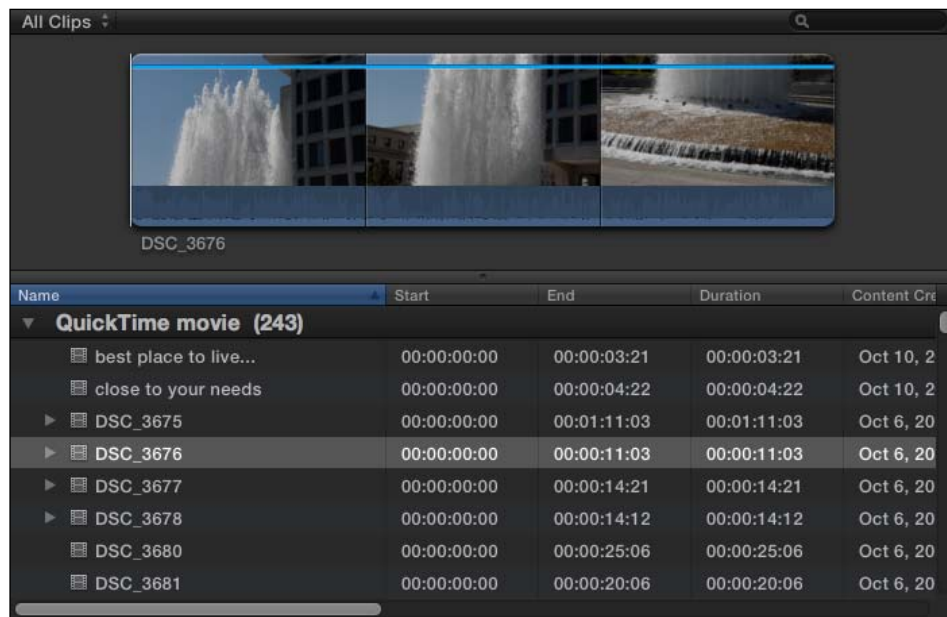 All Clips
DSC_3676
Name Start End Duration Content Cre
QuickTime movie (243)
best place to live... 00:00:00:00 00:00:03:21 00:00:03:21 Oct 10, 2
close to your needs 00:00:00:00 00:00:04:22 00:00:04:22 Oct 10, 2
DSC_3675 00:00:00:00 00:01:11:03 00:01:11:03 Oct 6, 20
DSC_3676 00:00:00:00 00:00:11:03 00:00:11:03 Oct 6, 20
DSC_3677 00:00:00:00 00:00:14:21 00:00:14:21 Oct 6, 20
DSC_3678 00:00:00:00 00:00:14:12 00:00:14:12 Oct 6, 20
DSC_3680 00:00:00:00 00:00:25:06 00:00:25:06 Oct 6, 20
DSC_3681 00:00:00:00 00:00:20:06 00:00:20:06 Oct 6, 20